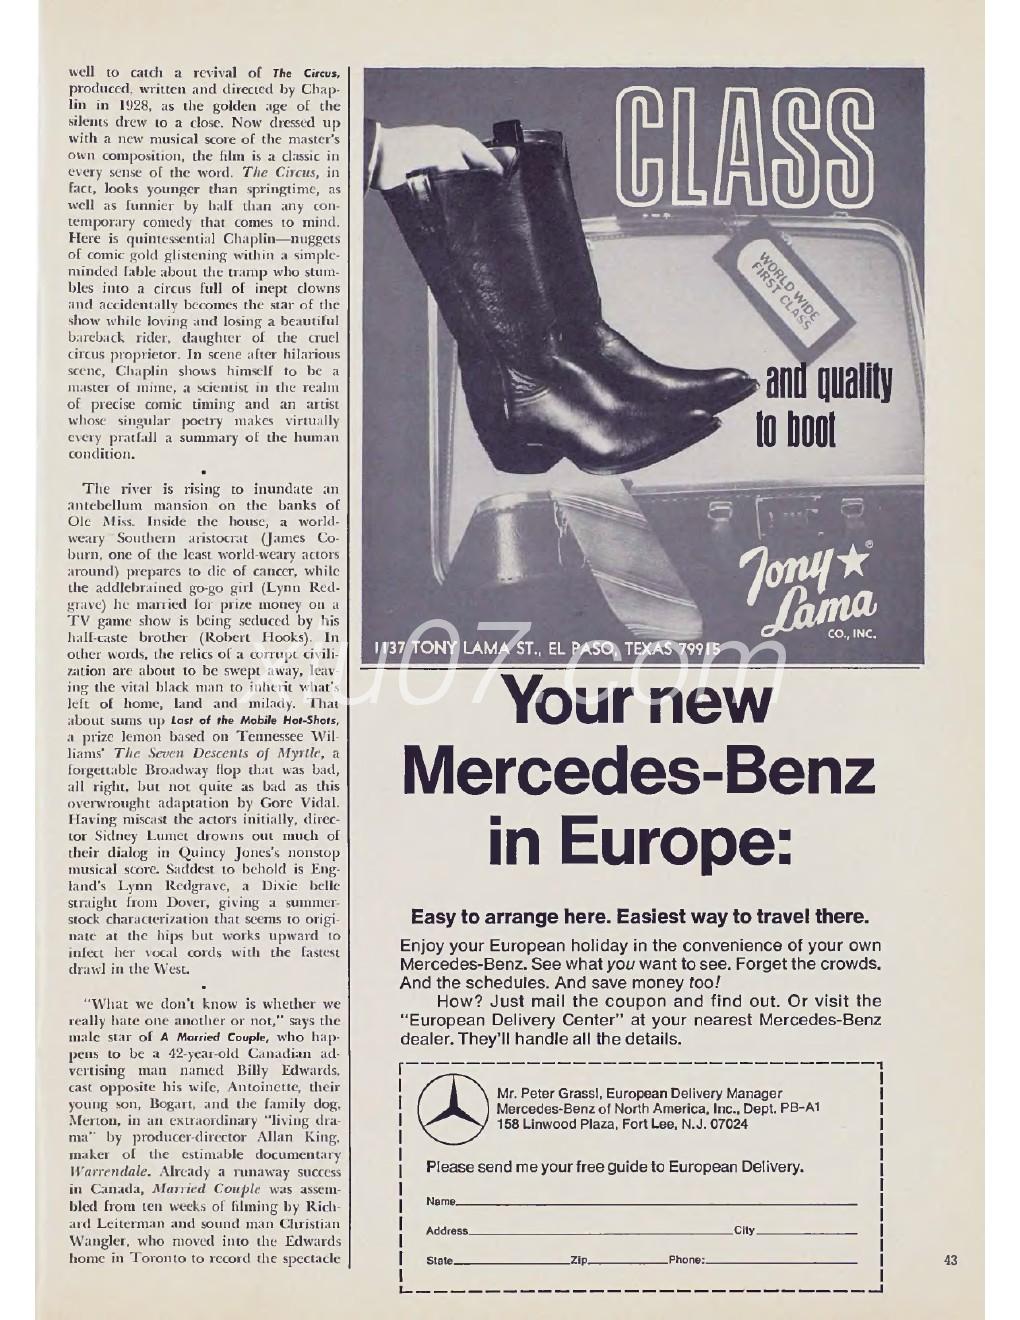 well to catch a revival of The Circus,
produced, written and directed by Chap-
lin in 1928, as the golden age of the
silents drew to a close. Now dressed up
with a new musical score of the master's
own composition, the film is a classic in
every sense of the word. The Circus, in
fact, looks younger than springtime, as
well as funnier by half than any con-
temporary comedy that comes to mind.
Here is quintessential Chaplin—nuggets
of comic gold glistening within a simple-
minded fable about the tramp who stum-
bles into a circus full of inept clowns
and accidentally becomes the star of the
show while loving and losing a beautiful
bareback rider, daughter of the cruel
circus proprietor. In scene after hilarious
scene, Chaplin shows himself to be a
master of mime, a scientist in the realm
of precise comic timing and an artist
whose singular poetry makes virtually
every pratfall a summary of the human
condition.
•
The river is rising to inundate an
antebellum mansion on the banks of
Ole Miss. Inside the house, a world-
weary Southern aristocrat (James Co-
burn, one of the least world-weary actors
around) prepares to die of cancer, while
the addlebrained go-go girl (Lynn Red-
grave) he married for prize money on a
TV game show is being seduced by his
half-caste brother (Robert Hooks). In
other words, the relics of a corrupt civili-
zation are about to be swept away, leav-
ing the vital black man to inherit what's
left of home, land and milady. That
about sums up Last of the Mobile Hot-Shots,
a prize lemon based on Tennessee Wil-
liams' The Seven Descents of Myrtle, a
forgettable Broadway flop that was bad,
all right, but not quite as bad as this
overwrought adaptation by Gore Vidal.
Having miscast the actors initially, direc-
tor Sidney Lumet drowns out much of
their dialog in Quincy Jones's nonstop
musical score. Saddest to behold is Eng-
land's Lynn Redgrave, a Dixie belle
straight from Dover, giving a summer-
stock characterization that seems to origi-
nate at the hips but works upward to
infect her vocal cords with the fastest
drawl in the West.
•
"What we don't know is whether we
really hate one another or not," says the
male star of A Married Couple, who hap-
pens to be a 42-year-old Canadian ad-
vertising man named Billy Edwards,
cast opposite his wife, Antoinette, their
young son, Bogart, and the family dog,
Merton, in an extraordinary "living dra-
ma" by producer-director Allan King,
maker of the estimable documentary
Warrendale. Already a runaway success
in Canada, Married Couple was assem-
bled from ten weeks of filming by Rich-
ard Leiterman and sound man Christian
Wangler, who moved into the Edwards
home in Toronto to record the spectacle
CLASS
WORLD WIDE
FIRST CLASS
and quality
to boot
Tony Lama®
CO., INC.
1137 TONY LAMA ST., EL PASO, TEXAS 79915
xu07.com
Your new
Mercedes-Benz
in Europe:
Easy to arrange here. Easiest way to travel there.
Enjoy your European holiday in the convenience of your own
Mercedes-Benz. See what you want to see. Forget the crowds.
And the schedules. And save money too!
How? Just mail the coupon and find out. Or visit the
"European Delivery Center" at your nearest Mercedes-Benz
dealer. They'll handle all the details.
Mr. Peter Grassl, European Delivery Manager
Mercedes-Benz of North America, Inc., Dept. PB-A1
158 Linwood Plaza, Fort Lee, N.J. 07024
Please send me your free guide to European Delivery.
Name
Address City
State Zip Phone:
43